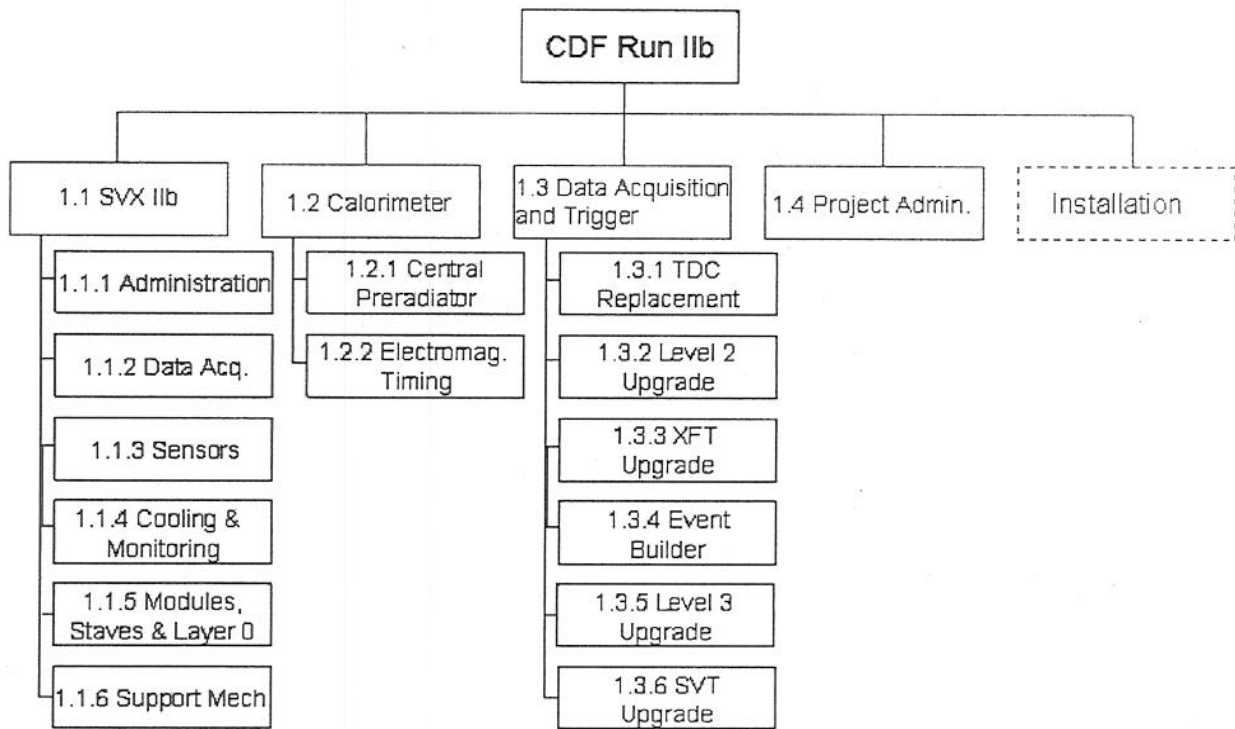 CDF Run IIb
1.1 SVX IIb
1.2 Calorimeter
1.3 Data Acquisition
and Trigger
1.4 Project Admin.
Installation
1.1.1 Administration
1.1.2 Data Acq.
1.1.3 Sensors
1.1.4 Cooling &
Monitoring
1.1.5 Modules,
Staves & Layer 0
1.1.6 Support Mech
1.2.1 Central
Preradiator
1.2.2 Electromag.
Timing
1.3.1 TDC
Replacement
1.3.2 Level 2
Upgrade
1.3.3 XFT
Upgrade
1.3.4 Event
Builder
1.3.5 Level 3
Upgrade
1.3.6 SVT
Upgrade